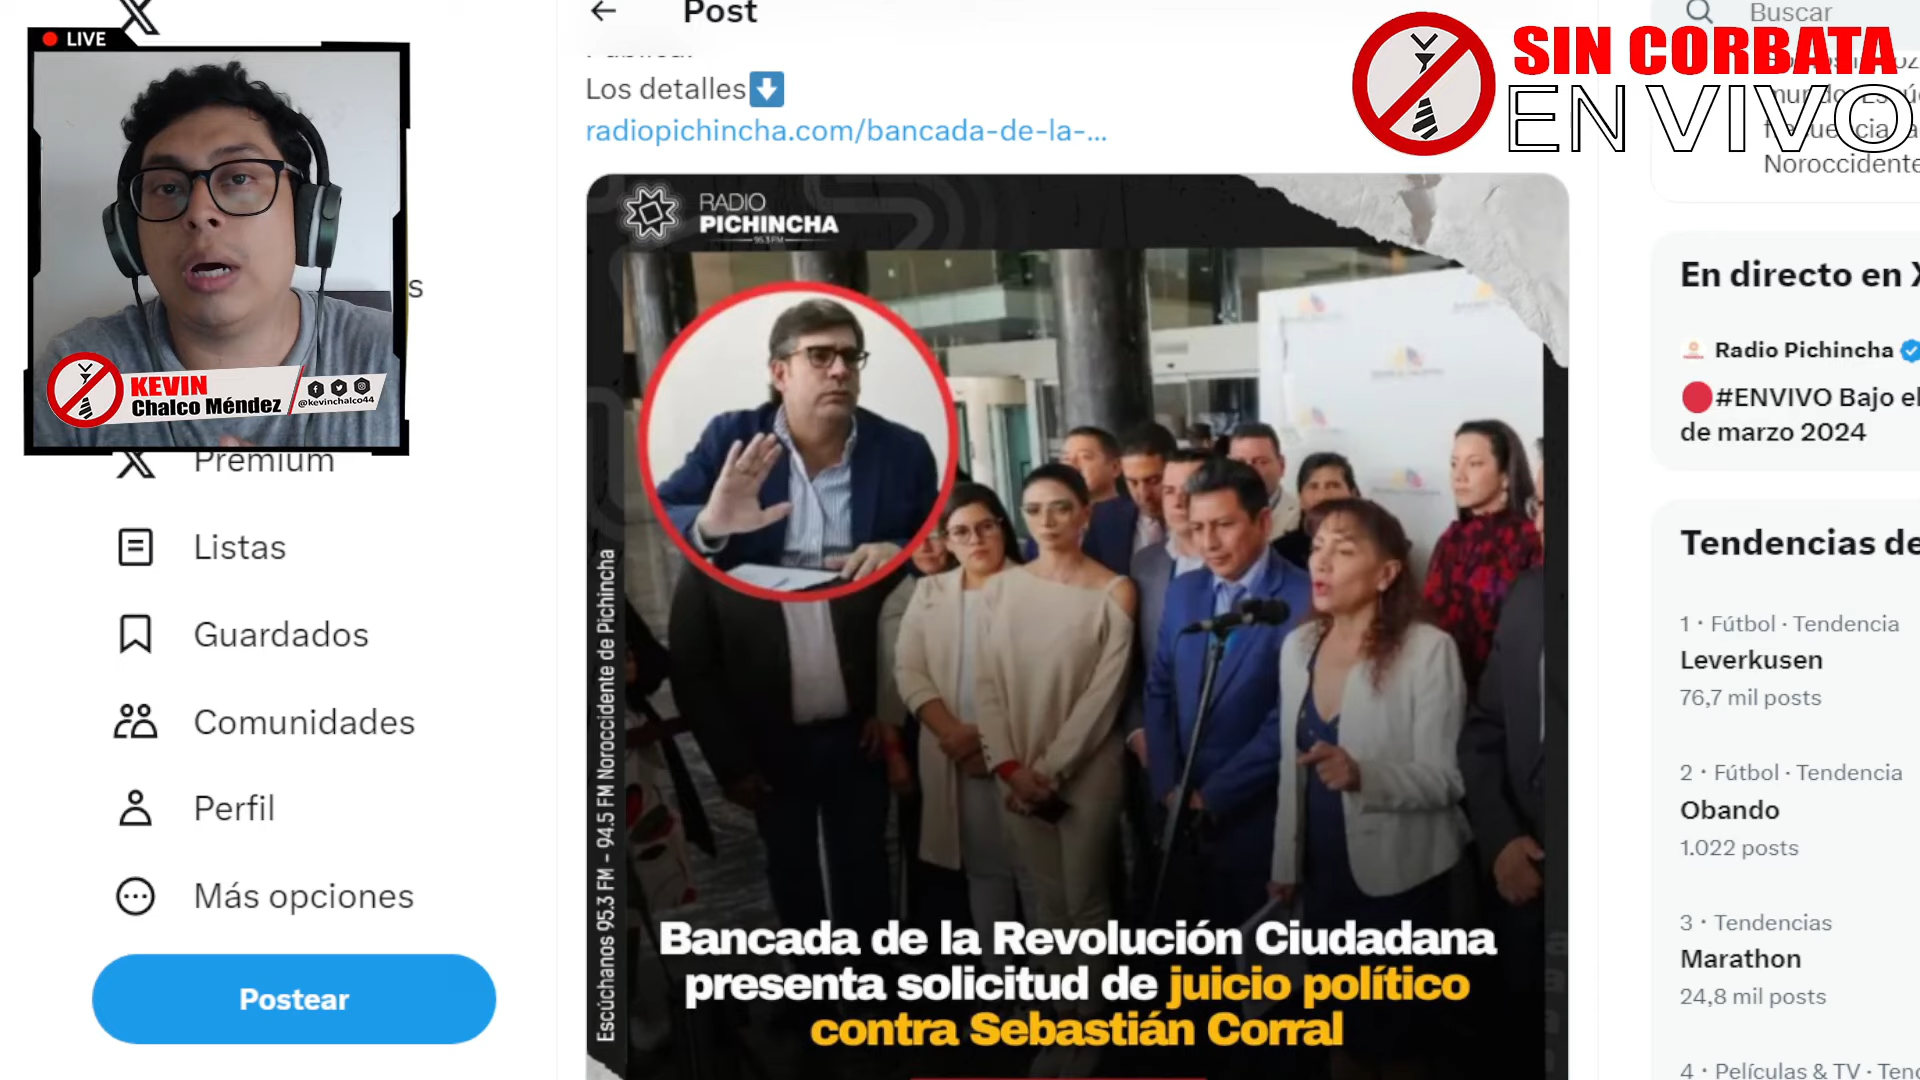 LIVE
KEVIN
Chalco Méndez
@kevinchalco44
Premium
Listas
Guardados
Comunidades
Perfil
Más opciones
Postear
Post
Los detalles⬇️
radiopichincha.com/bancada-de-la-...
RADIO
PICHINCHA
95.3 FM
Escúchanos 95.3 FM - 94.5 FM Noroccidente de Pichincha
Bancada de la Revolución Ciudadana
presenta solicitud de juicio político
contra Sebastián Corral
SIN CORBATA
EN VIVO
Buscar
Noroccidente
En directo en X
Radio Pichincha
#ENVIVO Bajo el
de marzo 2024
Tendencias de
1 · Fútbol · Tendencia
Leverkusen
76,7 mil posts
2 · Fútbol · Tendencia
Obando
1.022 posts
3 · Tendencias
Marathon
24,8 mil posts
4 · Películas & TV · Ten